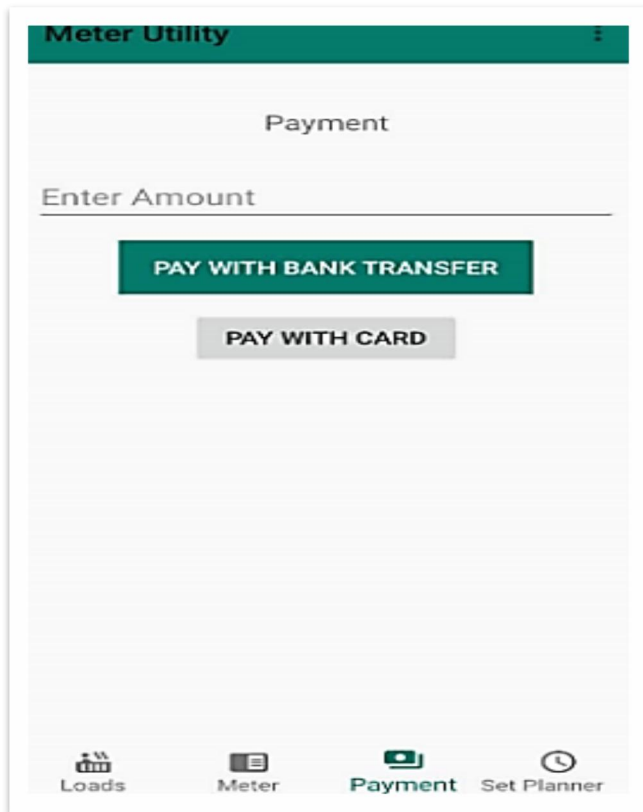 Meter Utility
Payment
Enter Amount
PAY WITH BANK TRANSFER
PAY WITH CARD
Loads Meter Payment Set Planner